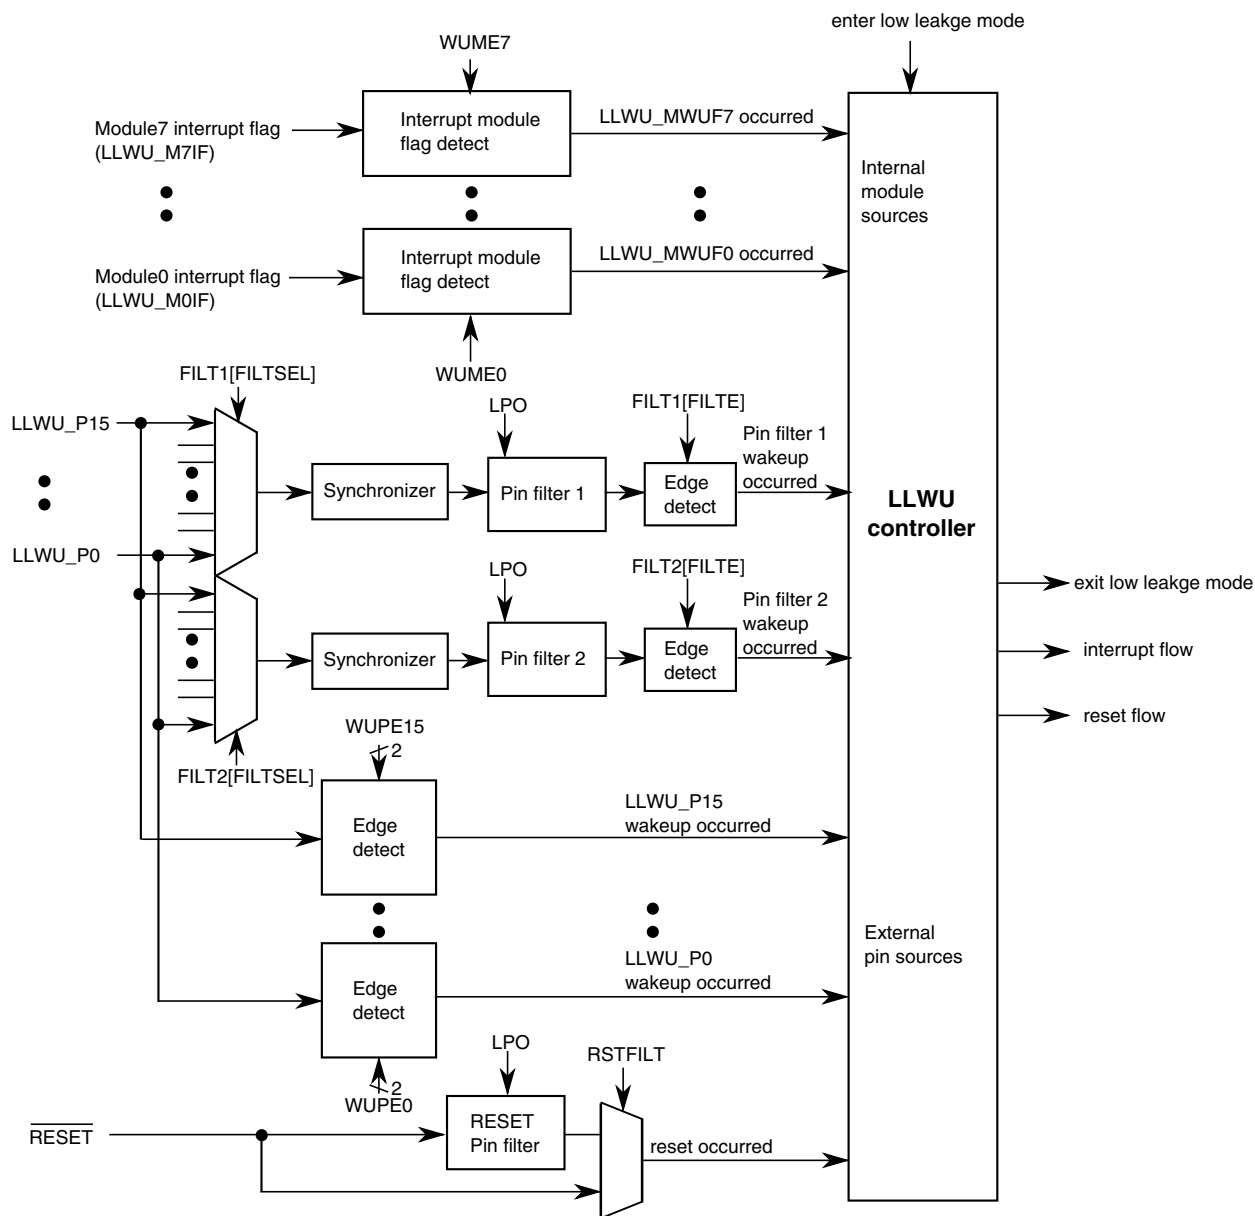 enter low leakge mode
WUME7
Module7 interrupt flag
(LLWU_M7IF)
Interrupt module
flag detect
LLWU_MWUF7 occurred
Internal
module
sources
Module0 interrupt flag
(LLWU_M0IF)
Interrupt module
flag detect
LLWU_MWUF0 occurred
WUME0
FILT1[FILTSEL]
LLWU_P15
LPO
FILT1[FILTE]
Pin filter 1
wakeup
occurred
Synchronizer
Pin filter 1
Edge
detect
LLWU
controller
LLWU_P0
LPO
FILT2[FILTE]
Pin filter 2
wakeup
occurred
Synchronizer
Pin filter 2
Edge
detect
exit low leakge mode
interrupt flow
reset flow
FILT2[FILTSEL]
WUPE15
2
Edge
detect
LLWU_P15
wakeup occurred
External
pin sources
Edge
detect
LLWU_P0
wakeup occurred
2
WUPE0
LPO
RSTFILT
RESET
RESET
Pin filter
reset occurred